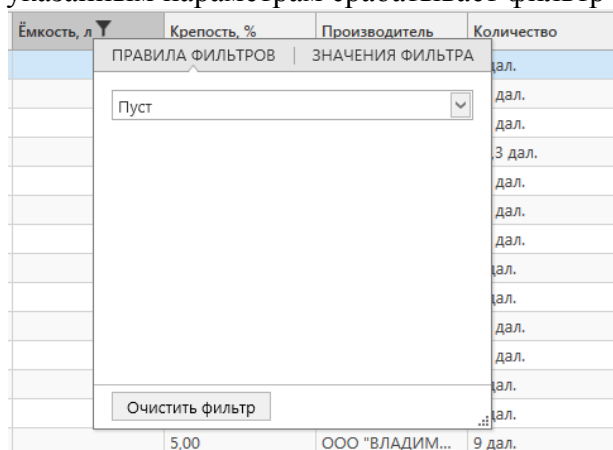 указанным параметрам срабатывает фильтр
Ёмкость, л Крепость, % Производитель Количество
ПРАВИЛА ФИЛЬТРОВ | ЗНАЧЕНИЯ ФИЛЬТРА
дал.
Пуст
дал.
дал.
,3 дал.
дал.
дал.
дал.
дал.
дал.
дал.
дал.
дал.
Очистить фильтр
дал.
5,00 ООО "ВЛАДИМ... 9 дал.